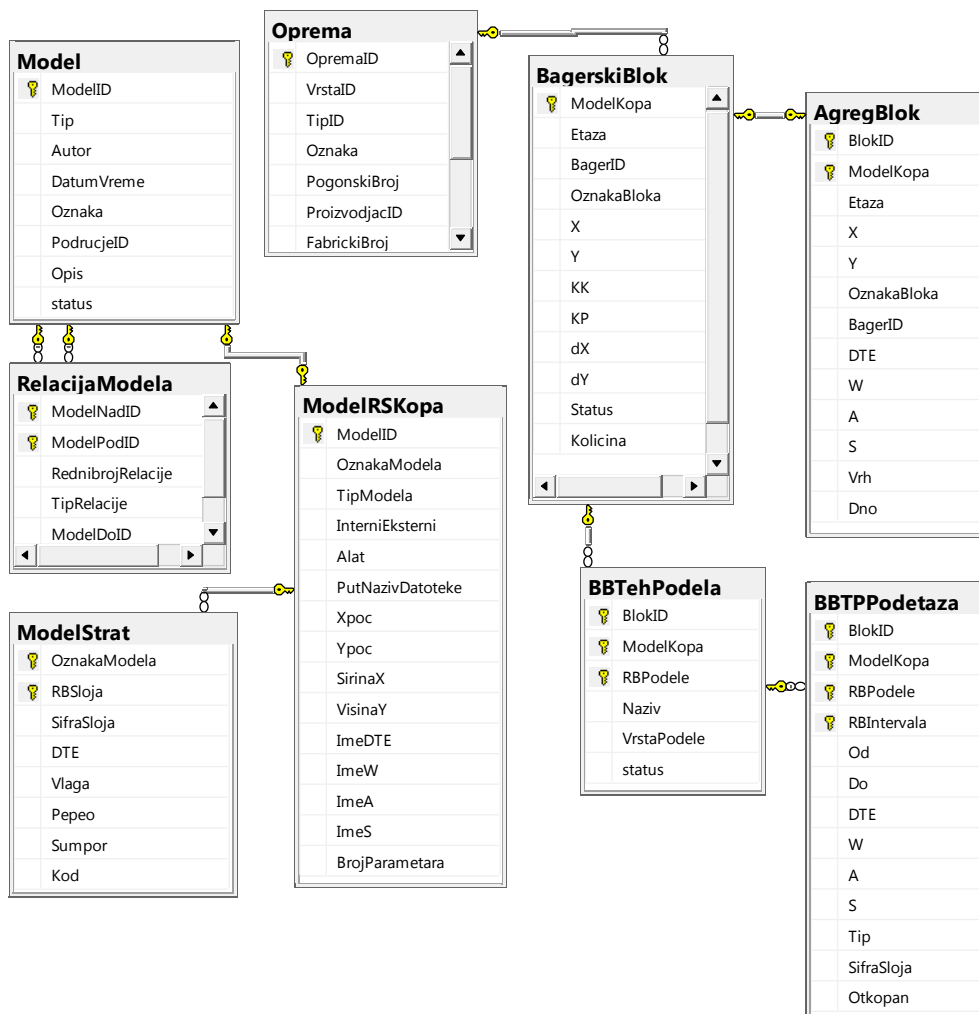 Model
ModelID
Tip
Autor
DatumVreme
Oznaka
PodrucjeID
Opis
status
Oprema
OpremaID
VrstaID
TipID
Oznaka
PogonskiBroj
ProizvodjacID
FabrickiBroj
BagerskiBlok
ModelKopa
Etaza
BagerID
OznakaBloka
X
Y
KK
KP
dX
dY
Status
Kolicina
AgregBlok
BlokID
ModelKopa
Etaza
X
Y
OznakaBloka
BagerID
DTE
W
A
S
Vrh
Dno
RelacijaModela
ModelNadID
ModelPodID
RednibrojRelacije
TipRelacije
ModelDoID
ModelRSKopa
ModelID
OznakaModela
TipModela
InterniEksterni
Alat
PutNazivDatoteke
Xpoc
Ypoc
SirinaX
VisinaY
ImeDTE
ImeW
ImeA
ImeS
BrojParametara
ModelStrat
OznakaModela
RBSloja
SifraSloja
DTE
Vlaga
Pepeo
Sumpor
Kod
BBTehPodela
BlokID
ModelKopa
RBPodele
Naziv
VrstaPodele
status
BBTPPodetaza
BlokID
ModelKopa
RBPodele
RBIntervala
Od
Do
DTE
W
A
S
Tip
SifraSloja
Otkopan